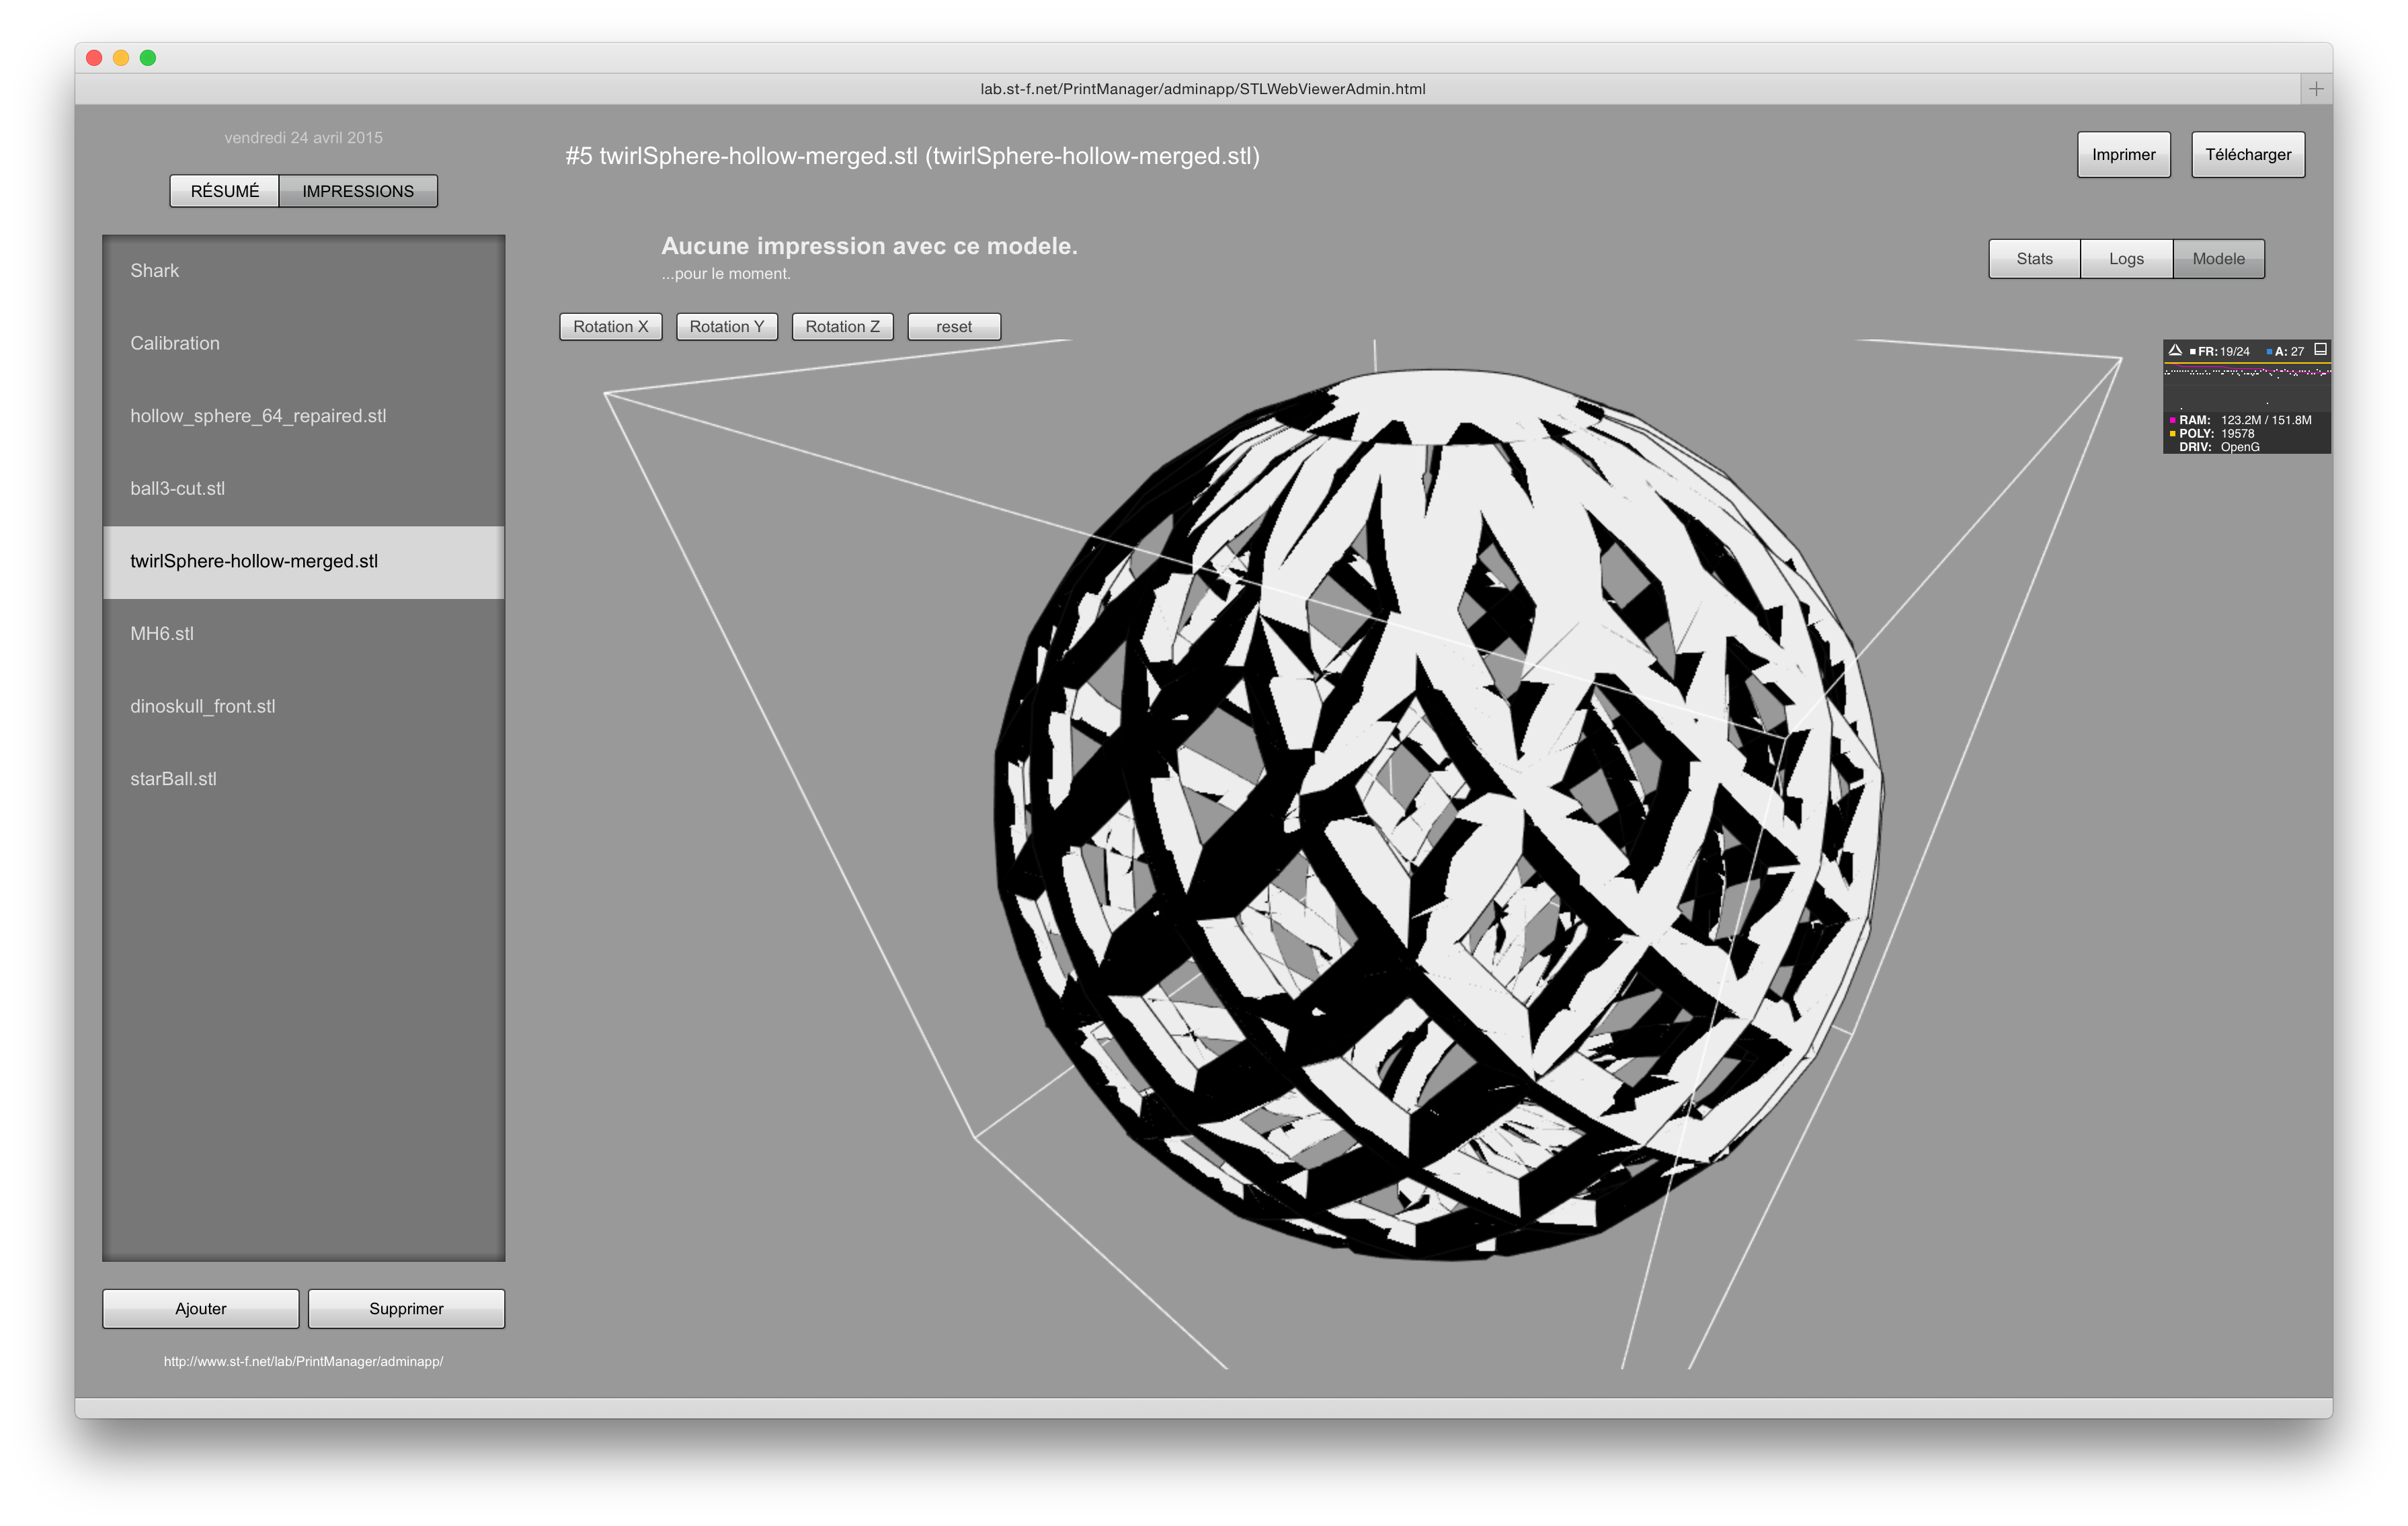 lab.st-f.net/PrintManager/adminapp/STLWebViewerAdmin.html
vendredi 24 avril 2015
RÉSUMÉ
IMPRESSIONS
#5 twirlSphere-hollow-merged.stl (twirlSphere-hollow-merged.stl)
Imprimer
Télécharger
Aucune impression avec ce modele.
...pour le moment.
Stats
Logs
Modele
Rotation X
Rotation Y
Rotation Z
reset
Shark
Calibration
hollow_sphere_64_repaired.stl
ball3-cut.stl
twirlSphere-hollow-merged.stl
MH6.stl
dinoskull_front.stl
starBall.stl
FR: 19/24 A: 27
RAM: 123.2M / 151.8M
POLY: 19578
DRIV: OpenG
Ajouter
Supprimer
http://www.st-f.net/lab/PrintManager/adminapp/